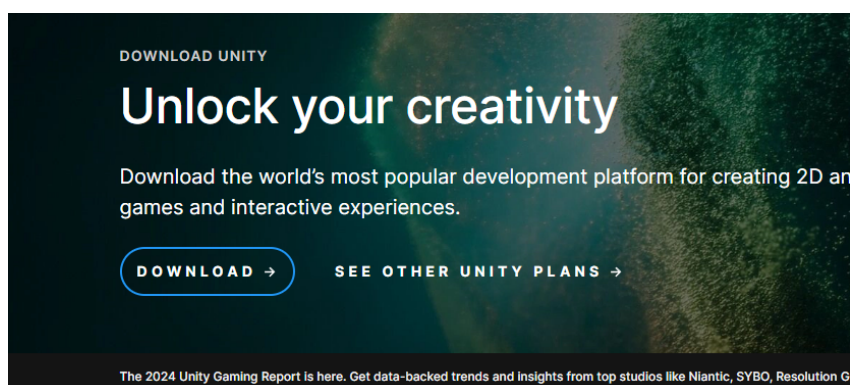 DOWNLOAD UNITY
Unlock your creativity
Download the world's most popular development platform for creating 2D an
games and interactive experiences.
DOWNLOAD →
SEE OTHER UNITY PLANS →
The 2024 Unity Gaming Report is here. Get data-backed trends and insights from top studios like Niantic, SYBO, Resolution G